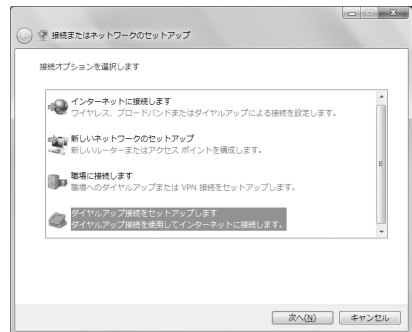 接続またはネットワークのセットアップ
接続オプションを選択します
インターネットに接続します
ワイヤレス、ブロードバンドまたはダイヤルアップによる接続を設定します。
新しいネットワークのセットアップ
新しいルーターまたはアクセス ポイントを構成します。
職場に接続します
職場へのダイヤルアップまたは VPN 接続をセットアップします。
ダイヤルアップ接続をセットアップします
ダイヤルアップ接続を使用してインターネットに接続します。
次へ(N)
キャンセル